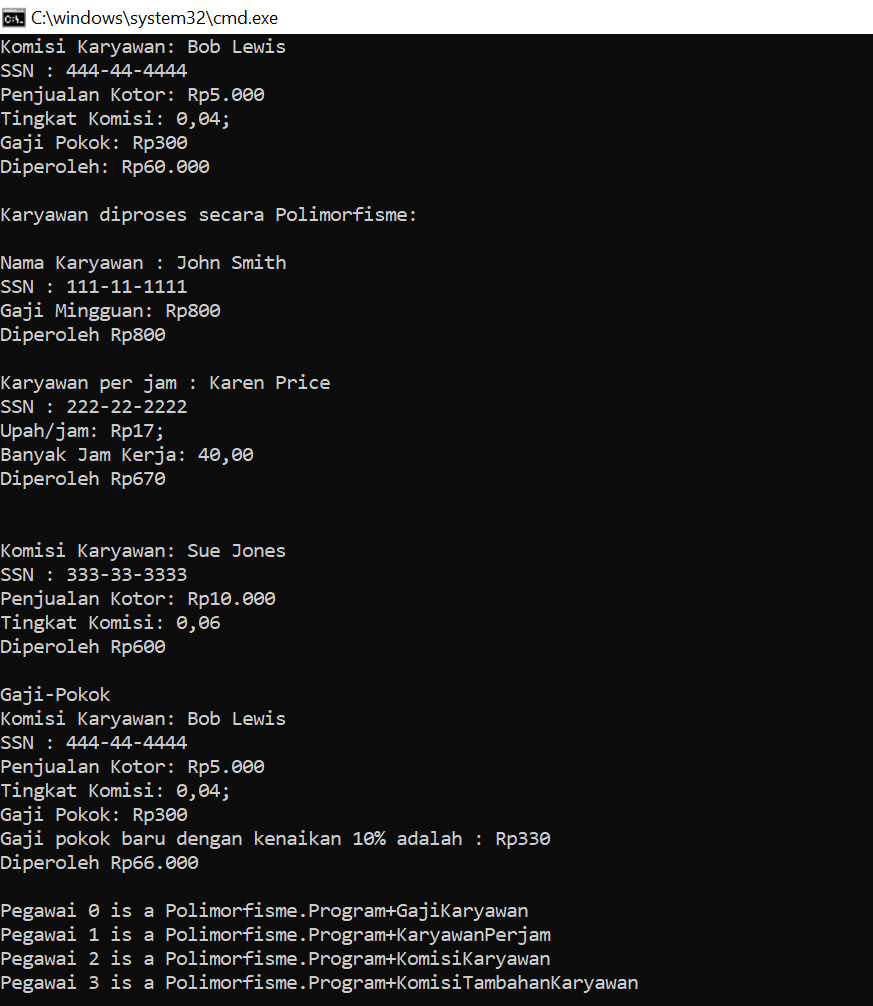 C:\windows\system32\cmd.exe
Komisi Karyawan: Bob Lewis
SSN : 444-44-4444
Penjualan Kotor: Rp5.000
Tingkat Komisi: 0,04;
Gaji Pokok: Rp300
Diperoleh: Rp60.000
Karyawan diproses secara Polimorfisme:
Nama Karyawan : John Smith
SSN : 111-11-1111
Gaji Mingguan: Rp800
Diperoleh Rp800
Karyawan per jam : Karen Price
SSN : 222-22-2222
Upah/jam: Rp17;
Banyak Jam Kerja: 40,00
Diperoleh Rp670
Komisi Karyawan: Sue Jones
SSN : 333-33-3333
Penjualan Kotor: Rp10.000
Tingkat Komisi: 0,06
Diperoleh Rp600
Gaji-Pokok
Komisi Karyawan: Bob Lewis
SSN : 444-44-4444
Penjualan Kotor: Rp5.000
Tingkat Komisi: 0,04;
Gaji Pokok: Rp300
Gaji pokok baru dengan kenaikan 10% adalah : Rp330
Diperoleh Rp66.000
Pegawai 0 is a Polimorfisme.Program+GajiKaryawan
Pegawai 1 is a Polimorfisme.Program+KaryawanPerjam
Pegawai 2 is a Polimorfisme.Program+KomisiKaryawan
Pegawai 3 is a Polimorfisme.Program+KomisiTambahanKaryawan